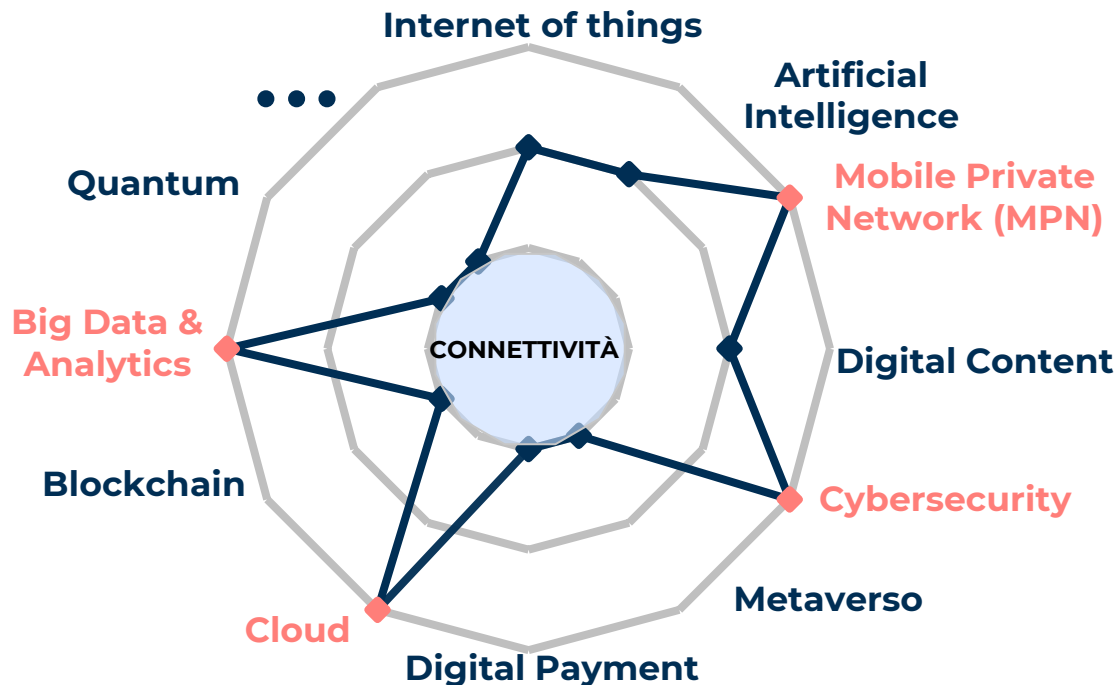 Internet of things
Artificial
Intelligence
•••
Mobile Private
Network (MPN)
Quantum
Big Data &
Analytics
CONNETTIVITÀ
Digital Content
Blockchain
Cybersecurity
Metaverso
Cloud
Digital Payment